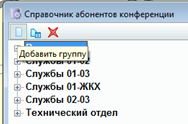 Справочник абонентов конференции
Добавить группу
Службы 01-02
Службы 01-03
Службы 01-ЖКХ
Службы 02-03
Технический отдел